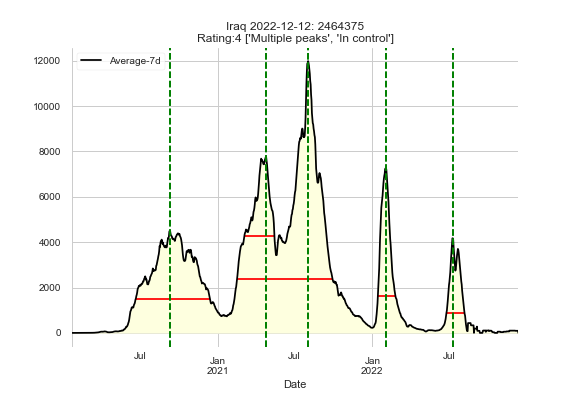 Iraq 2022-12-12: 2464375
Rating:4 ['Multiple peaks', 'In control']
Average-7d
12000
10000
8000
6000
4000
2000
0
Jul
Jan
2021
Jul
Jan
2022
Jul
Date